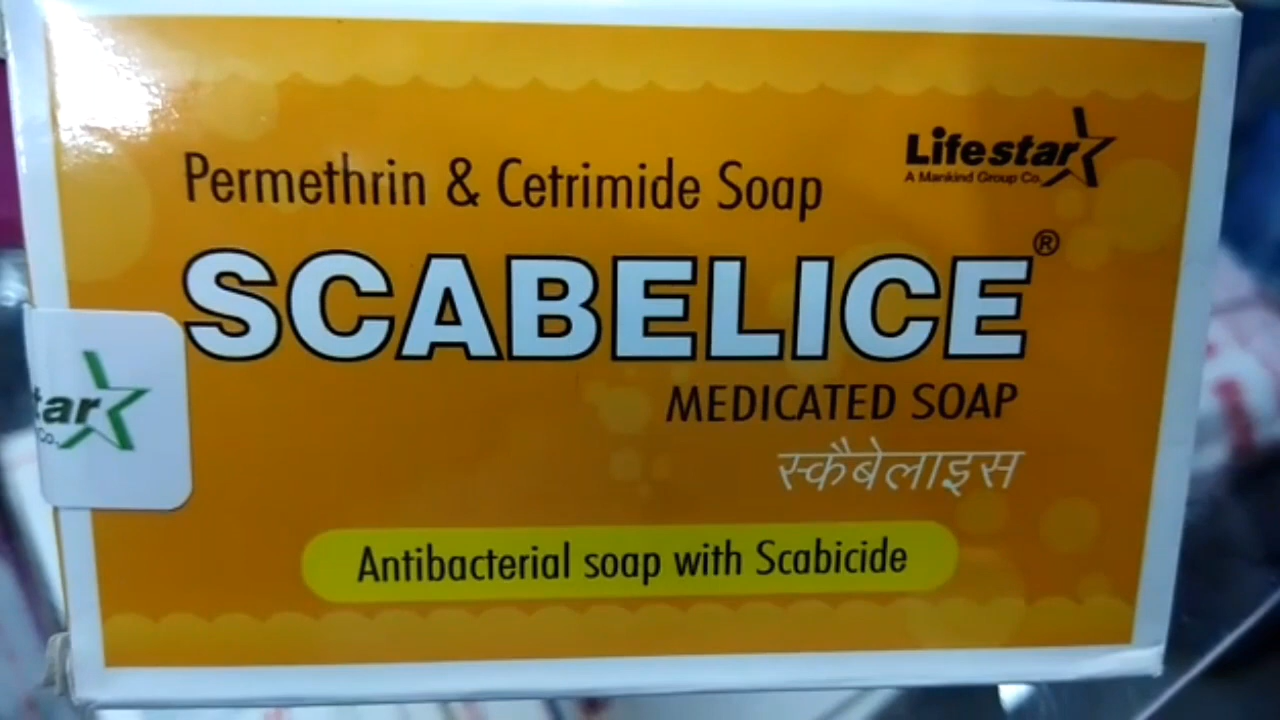 Lifestar
A Mankind Group Co.
Permethrin & Cetrimide Soap
SCABELICE®
MEDICATED SOAP
स्कैबेलाइस
Antibacterial soap with Scabicide
tar
Co.